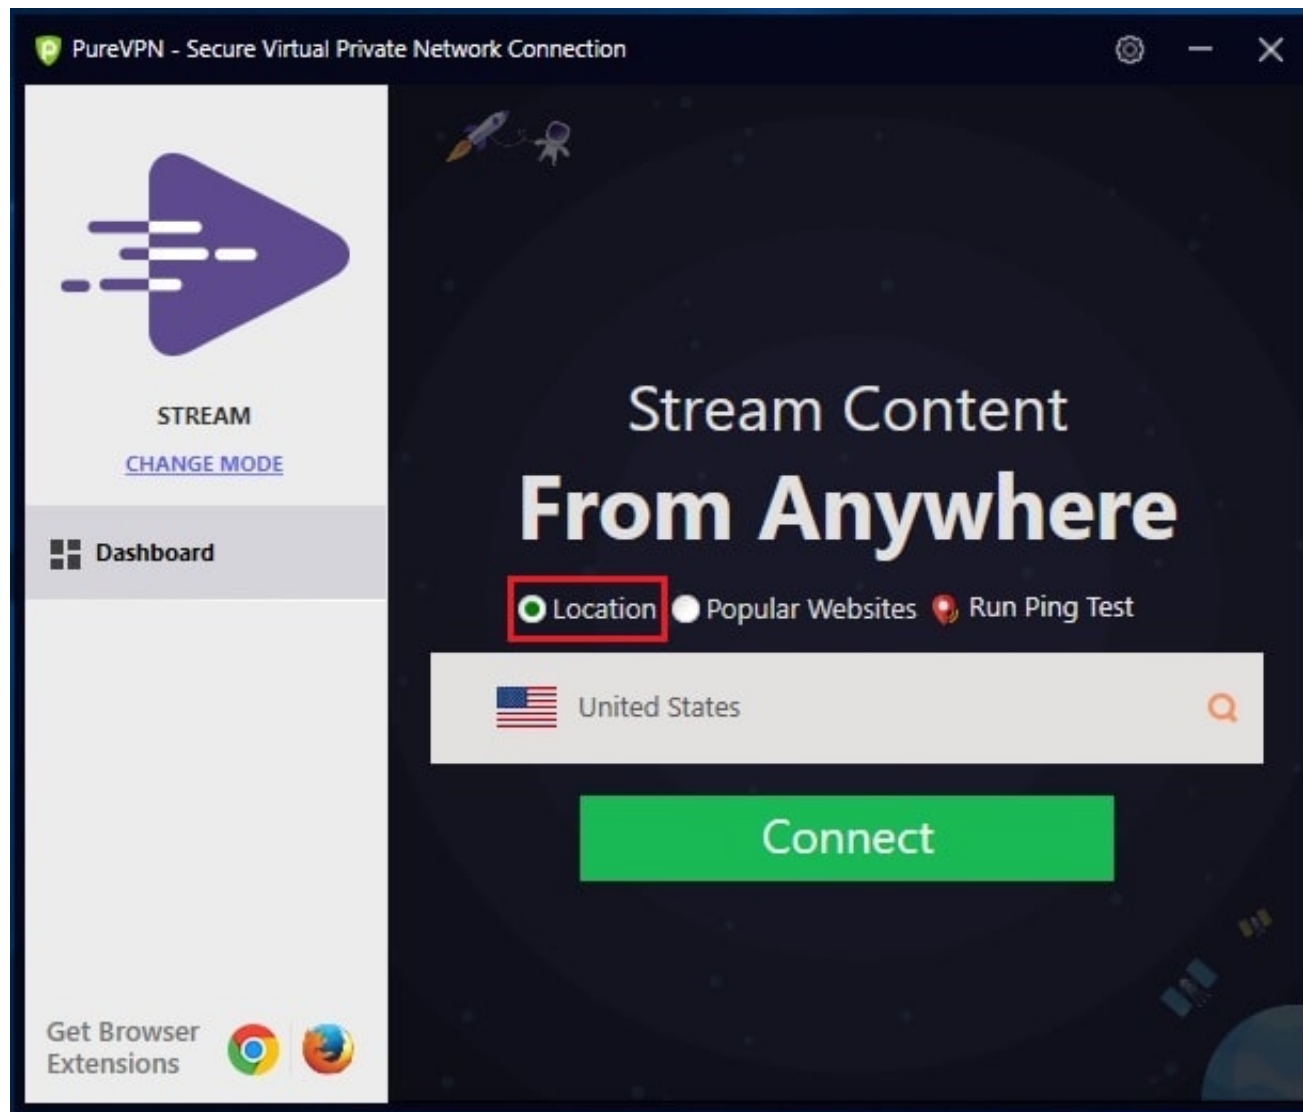 PureVPN - Secure Virtual Private Network Connection
STREAM
CHANGE MODE
Dashboard
Get Browser
Extensions
Stream Content
From Anywhere
Location Popular Websites Run Ping Test
United States
Connect